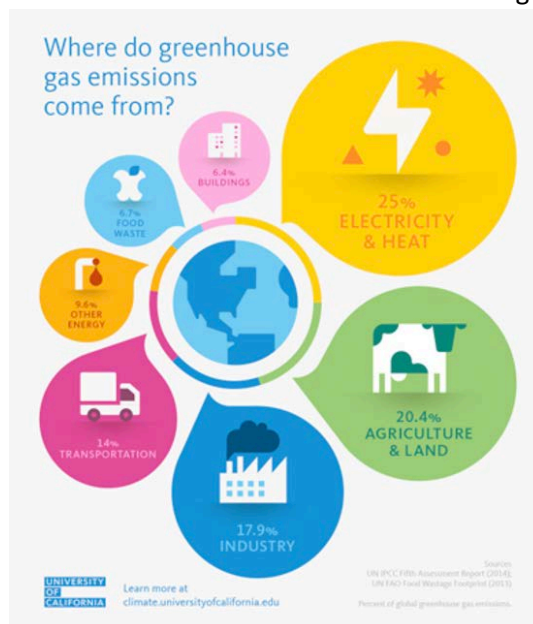 Where do greenhouse
gas emissions
come from?
6.4%
BUILDINGS
25%
ELECTRICITY
& HEAT
6.7%
FOOD
WASTE
9.6%
OTHER
ENERGY
20.4%
AGRICULTURE
& LAND
14%
TRANSPORTATION
17.9%
INDUSTRY
Sources
UN IPCC Fifth Assessment Report (2014);
UN FAO Food Wastage Footprint (2013)
Percent of global greenhouse gas emissions.
UNIVERSITY
OF
CALIFORNIA
Learn more at
climate.universityofcalifornia.edu